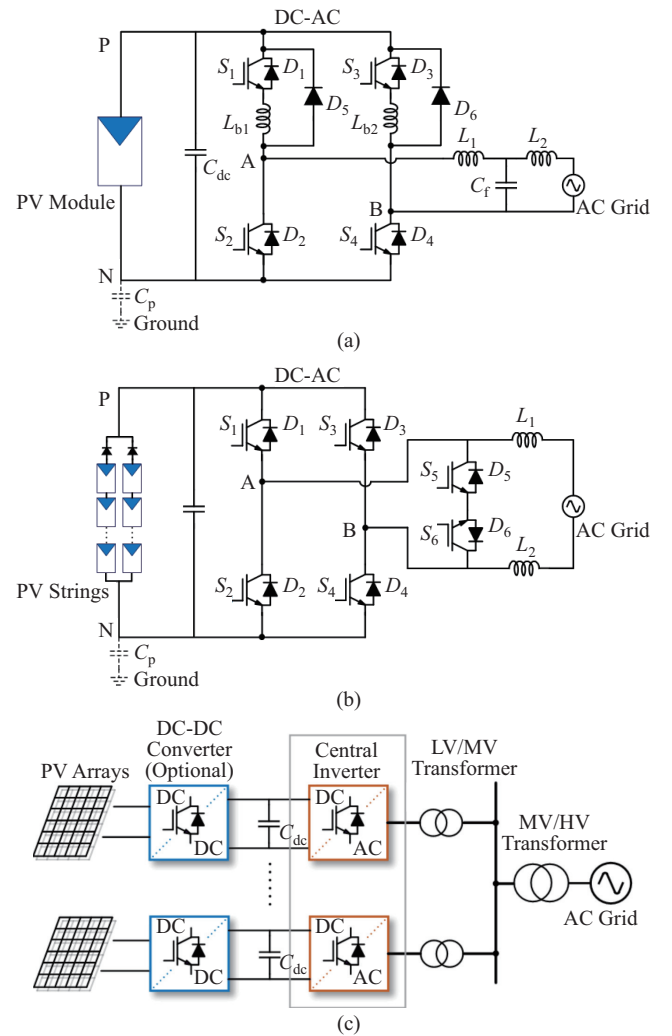 DC-AC
P
S1 D1 S3 D3
D5 D6
Lb1 Lb2
L1 L2
A
Cdc
Cf
PV Module
B
AC Grid
S2 D2 S4 D4
N
Cp
Ground
(a)
DC-AC
P
S1 D1 S3 D3
L1
A
S5 D5
B
S6 D6
AC Grid
L2
PV Strings
S2 D2 S4 D4
N
Cp
Ground
(b)
PV Arrays
DC-DC
Converter
(Optional)
Central
Inverter
LV/MV
Transformer
MV/HV
Transformer
DC
DC
Cdc
DC
AC
AC Grid
DC
DC
Cdc
DC
AC
(c)